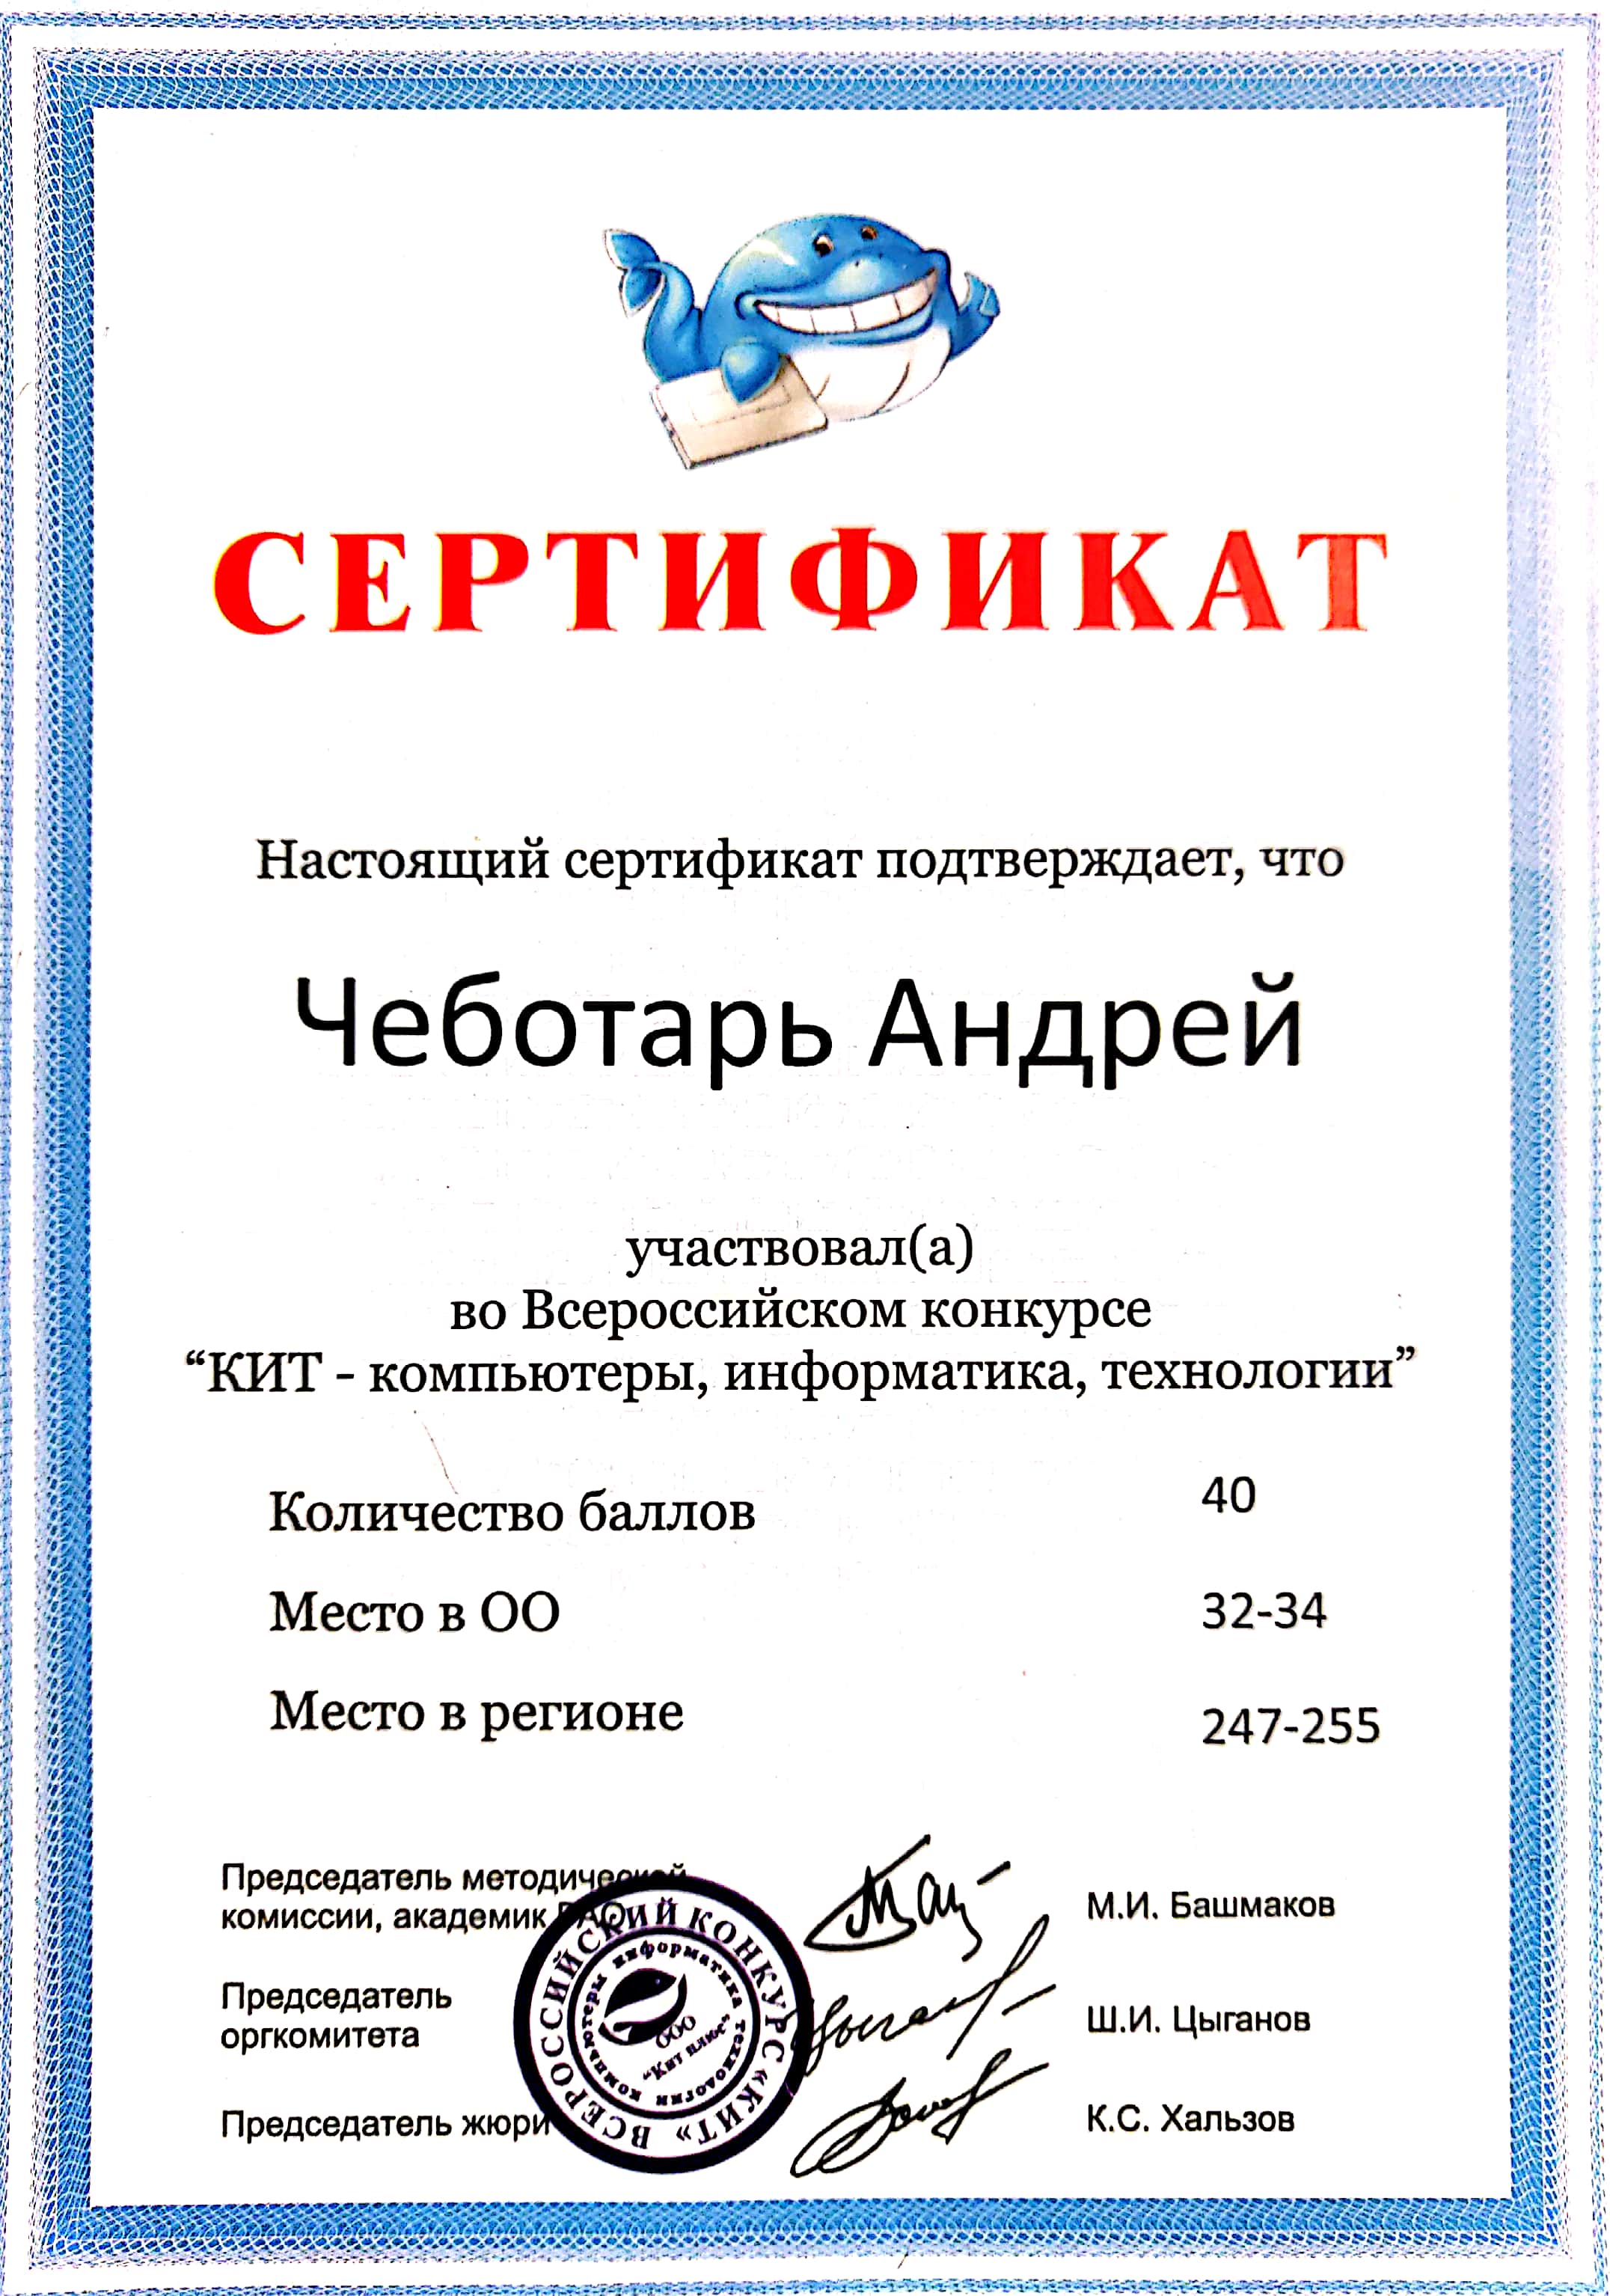 СЕРТИФИКАТ
Настоящий сертификат подтверждает, что
Чеботарь Андрей
участвовал(а)
во Всероссийском конкурсе
“КИТ - компьютеры, информатика, технологии”
Количество баллов 40
Место в ОО 32-34
Место в регионе 247-255
Председатель методической
комиссии, академик РАО М.И. Башмаков
Председатель
оргкомитета Ш.И. Цыганов
Председатель жюри К.С. Хальзов
ВСЕРОССИЙСКИЙ КОНКУРС «КИТ»
компьютеры информатика технологии
ООО
“Кит плюс”